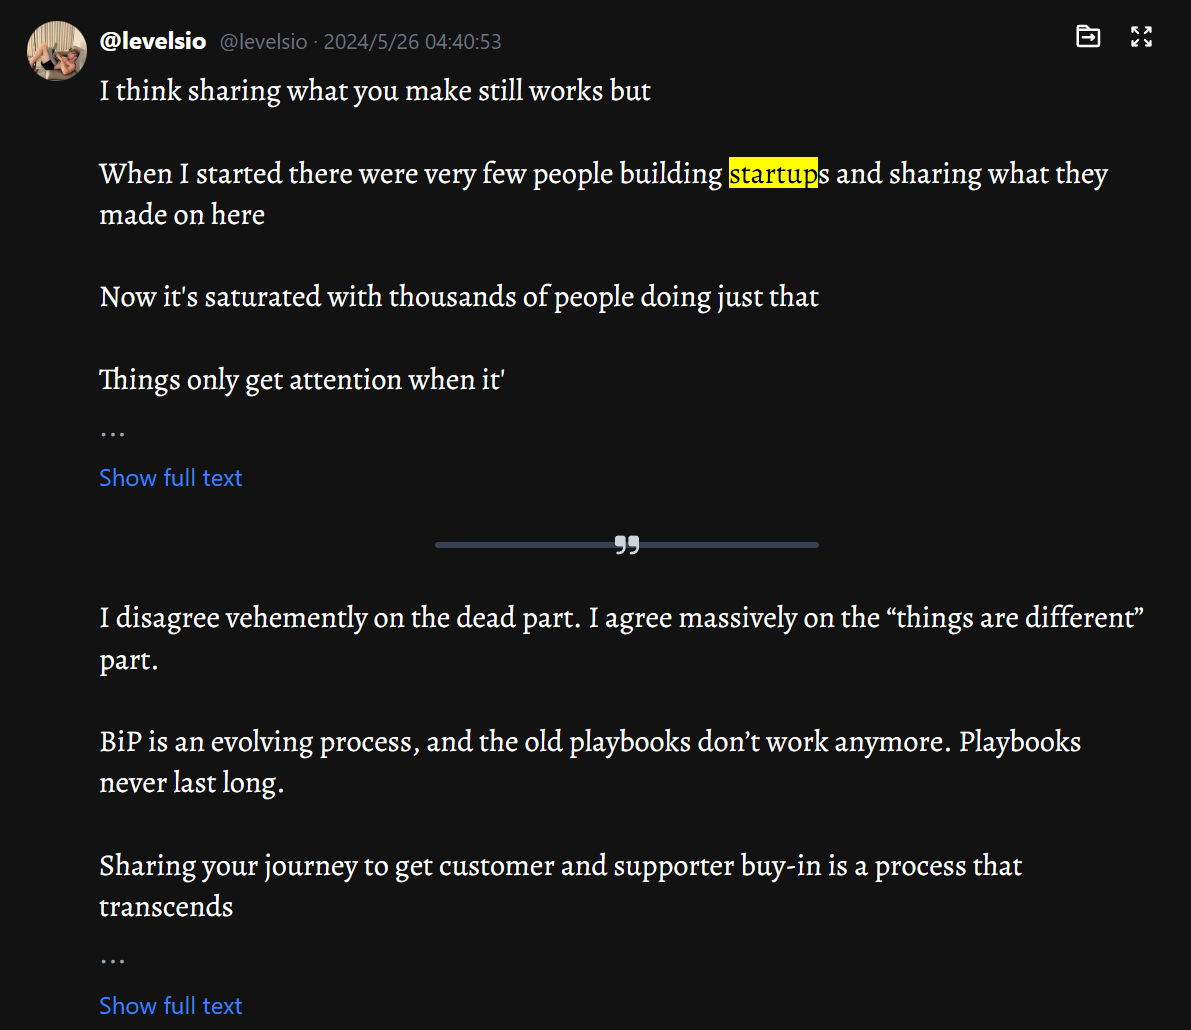 @levelsio @levelsio · 2024/5/26 04:40:53
I think sharing what you make still works but
When I started there were very few people building startups and sharing what they
made on here
Now it's saturated with thousands of people doing just that
Things only get attention when it'
...
Show full text
I disagree vehemently on the dead part. I agree massively on the “things are different”
part.
BiP is an evolving process, and the old playbooks don’t work anymore. Playbooks
never last long.
Sharing your journey to get customer and supporter buy-in is a process that
transcends
...
Show full text